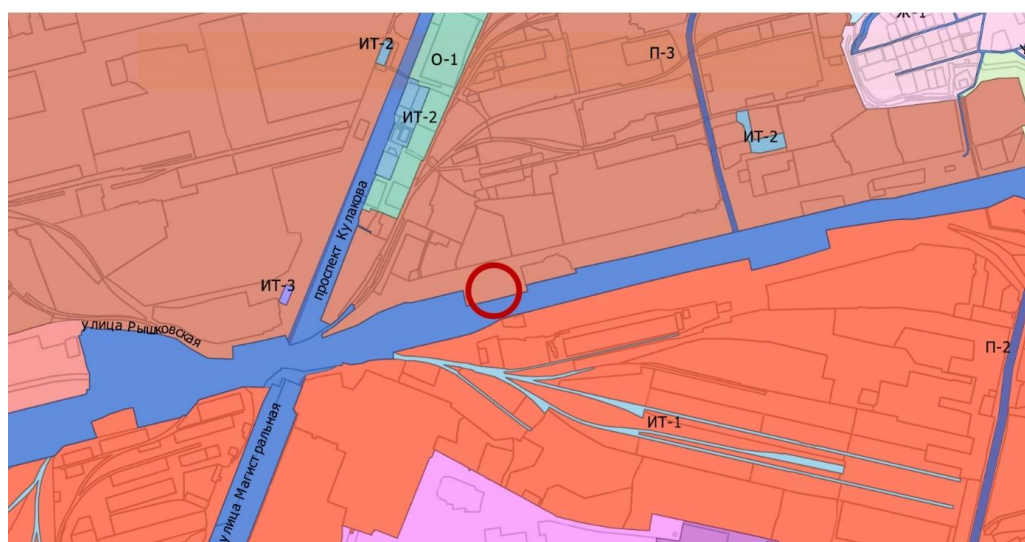 Ж-1
ИТ-2
О-1
П-3
ИТ-2
ИТ-2
проспект Кулакова
ИТ-3
улица Рышковская
П-2
улица Магистральная
ИТ-1